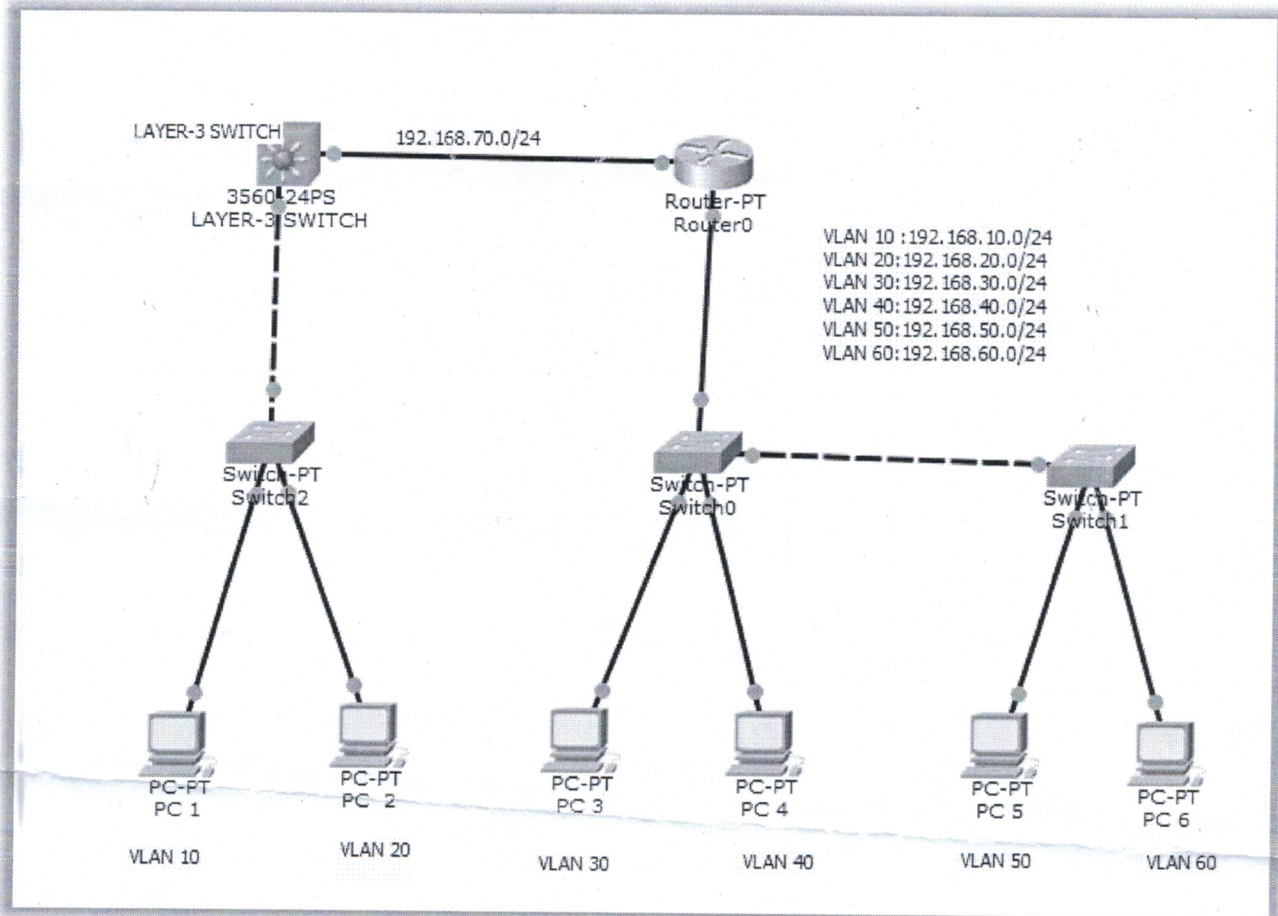 LAYER-3 SWITCH
192.168.70.0/24
3560-24PS
LAYER-3 SWITCH
Router-PT
Router0
VLAN 10 :192.168.10.0/24
VLAN 20:192.168.20.0/24
VLAN 30:192.168.30.0/24
VLAN 40:192.168.40.0/24
VLAN 50:192.168.50.0/24
VLAN 60:192.168.60.0/24
Switch-PT
Switch2
Switch-PT
Switch0
Switch-PT
Switch1
PC-PT
PC 1
PC-PT
PC 2
PC-PT
PC 3
PC-PT
PC 4
PC-PT
PC 5
PC-PT
PC 6
VLAN 10
VLAN 20
VLAN 30
VLAN 40
VLAN 50
VLAN 60